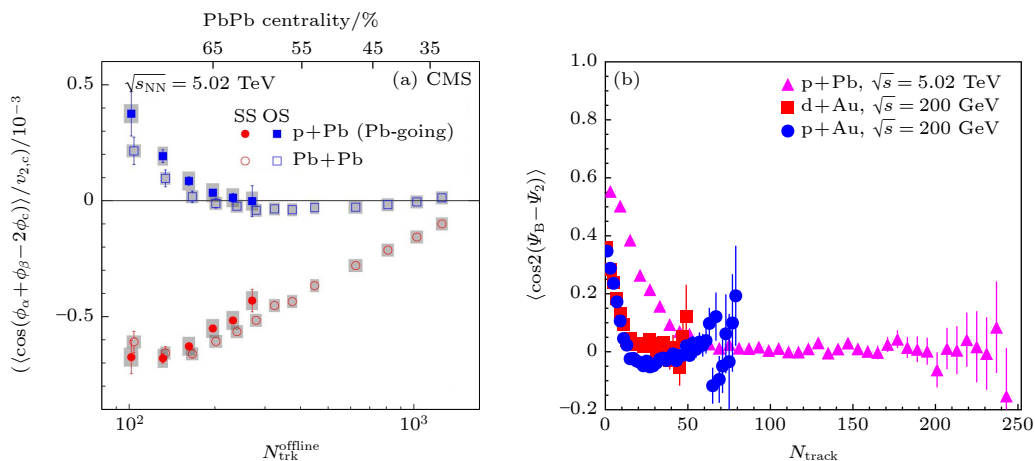 PbPb centrality/%
65 55 45 35
√sNN = 5.02 TeV (a) CMS
SS OS
p+Pb (Pb-going)
Pb+Pb
0.5
0
−0.5
10² 10³
N_trk^offline
(⟨cos(ϕα+ϕβ−2ϕc)⟩/v2,c)/10−3
(b)
p+Pb, √s = 5.02 TeV
d+Au, √s = 200 GeV
p+Au, √s = 200 GeV
1.0
0.8
0.6
0.4
0.2
0
−0.2
0 50 100 150 200 250
Ntrack
⟨cos2(ΨB−Ψ2)⟩